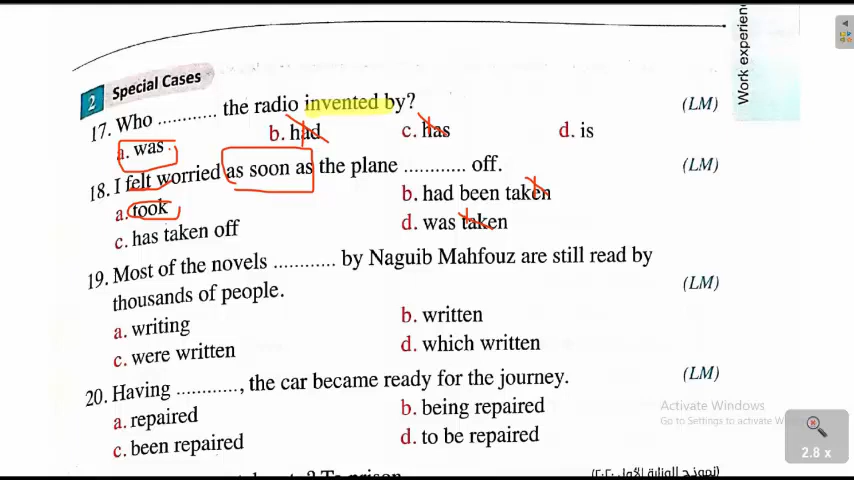 Work experien
2 Special Cases
17. Who ............ the radio invented by? (LM)
a. was b. had c. has d. is
18. I felt worried as soon as the plane ............ off. (LM)
a. took b. had been taken
c. has taken off d. was taken
19. Most of the novels ............ by Naguib Mahfouz are still read by
thousands of people. (LM)
a. writing b. written
c. were written d. which written
20. Having ............, the car became ready for the journey. (LM)
a. repaired b. being repaired
c. been repaired d. to be repaired
Activate Windows
Go to Settings to activate W
2.8 x
? To prison